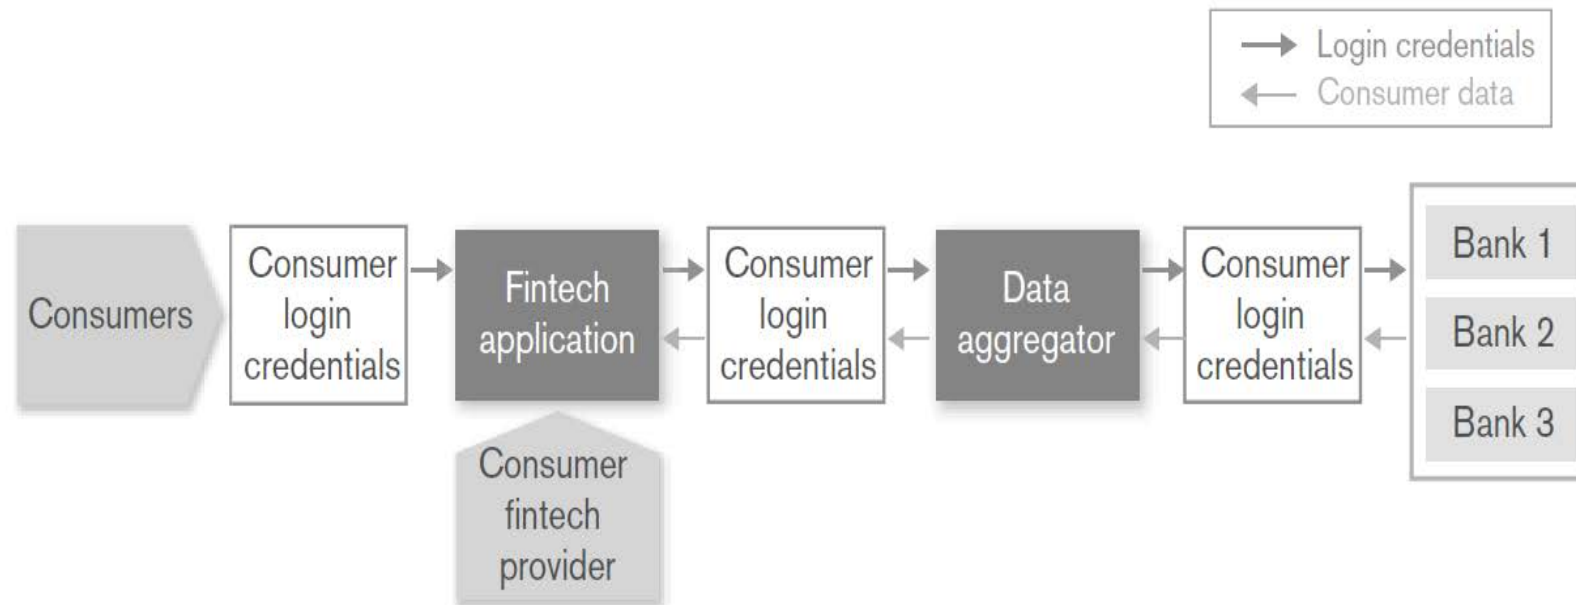 Login credentials
Consumer data
Consumers
Consumer
login
credentials
Fintech
application
Consumer
login
credentials
Data
aggregator
Consumer
login
credentials
Bank 1
Bank 2
Bank 3
Consumer
fintech
provider